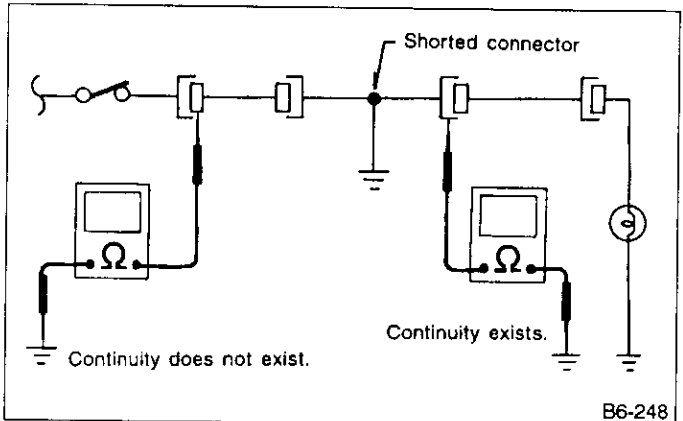 Shorted connector
Ω
Ω
Continuity does not exist.
Continuity exists.
B6-248